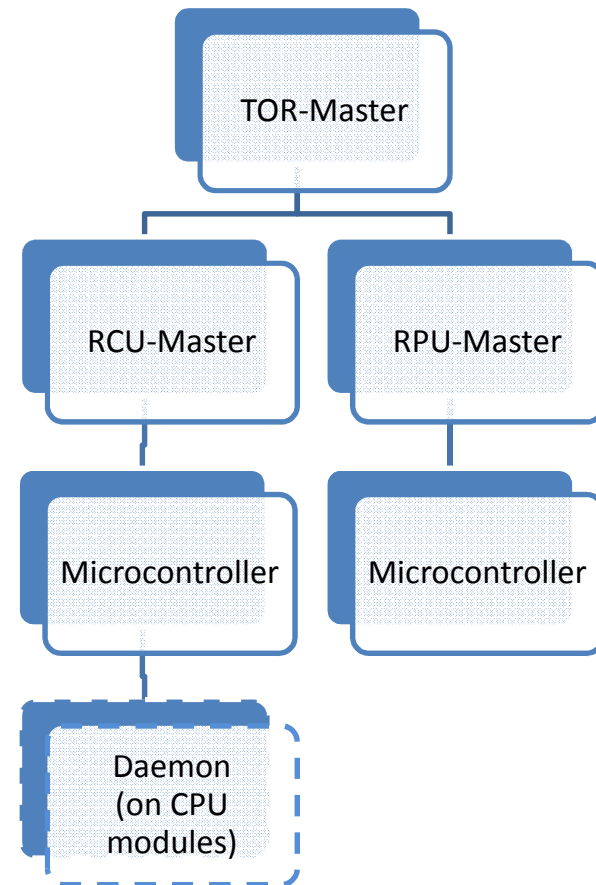 TOR-Master
RCU-Master
RPU-Master
Microcontroller
Microcontroller
Daemon
(on CPU
modules)